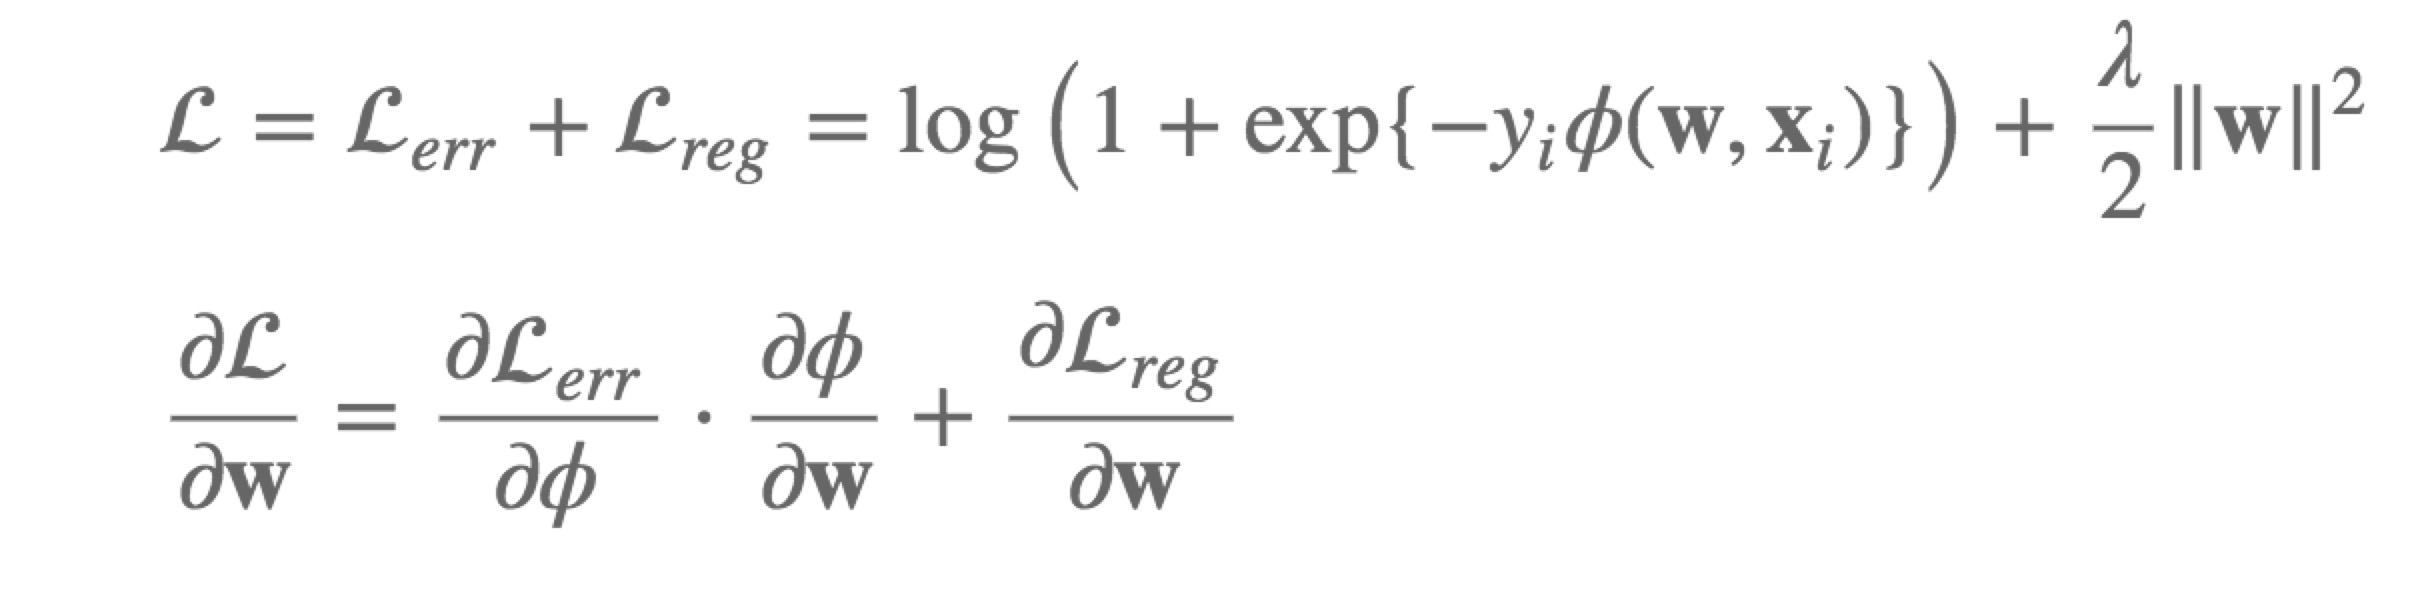 ℒ = ℒ_err + ℒ_reg = log (1 + exp{−y_i ϕ(𝐰, 𝐱_i)}) + λ/2 ‖𝐰‖²
∂ℒ/∂𝐰 = ∂ℒ_err/∂ϕ · ∂ϕ/∂𝐰 + ∂ℒ_reg/∂𝐰